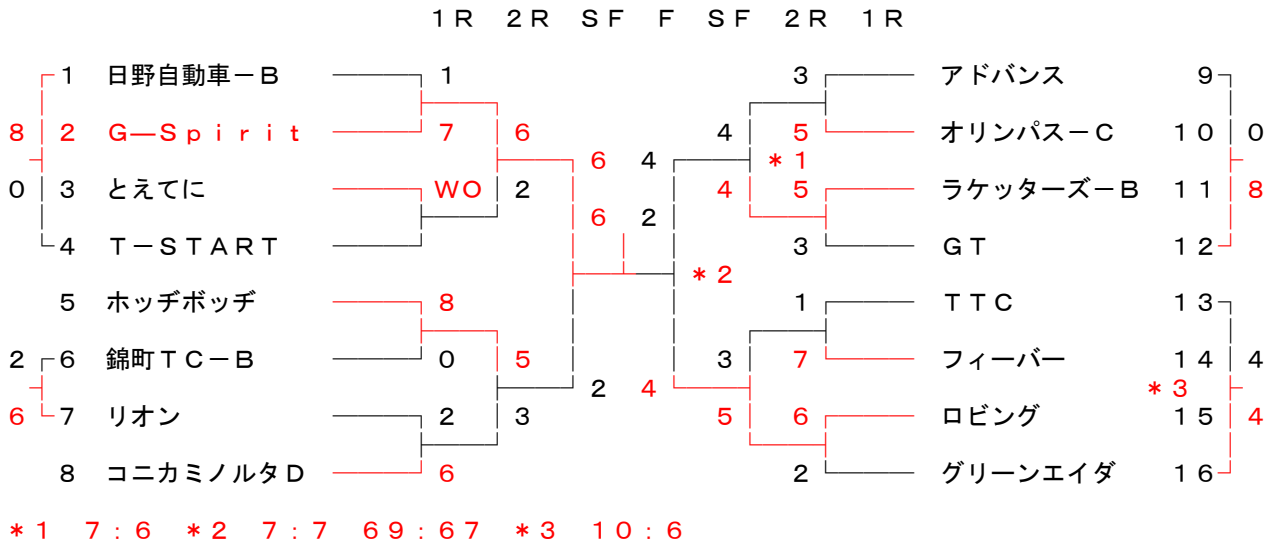 1R 2R SF F SF 2R 1R
1 日野自動車－B 1 3 アドバンス 9
8 2 G―Spirit 7 6 4 5 オリンパス－C 10 0
6 4 *1
0 3 とえてに WO 2 4 5 ラケッターズ－B 11 8
6 2
4 T－START 3 GT 12
*2
5 ホッヂボッヂ 8 1 TTC 13
2 6 錦町TC－B 0 5 3 7 フィーバー 14 4
2 4 *3
6 7 リオン 2 3 5 6 ロビング 15 4
8 コニカミノルタD 6 2 グリーンエイダ 16
*1 7:6 *2 7:7 69:67 *3 10:6